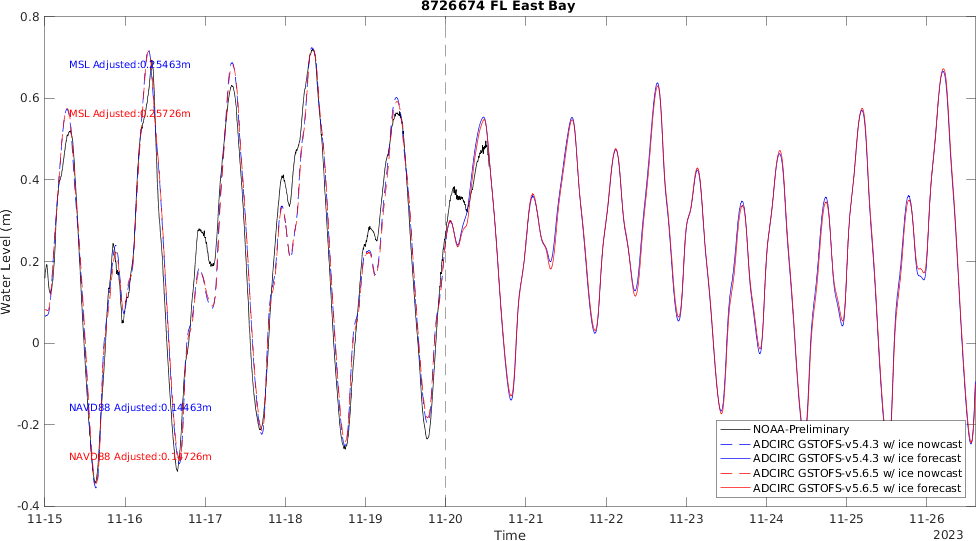 8726674 FL East Bay
0.8
0.6
0.4
0.2
0
-0.2
-0.4
Water Level (m)
MSL Adjusted:0.25463m
MSL Adjusted:0.25726m
NAVD88 Adjusted:0.14463m
NAVD88 Adjusted:0.14726m
NOAA-Preliminary
ADCIRC GSTOFS-v5.4.3 w/ ice nowcast
ADCIRC GSTOFS-v5.4.3 w/ ice forecast
ADCIRC GSTOFS-v5.6.5 w/ ice nowcast
ADCIRC GSTOFS-v5.6.5 w/ ice forecast
11-15 11-16 11-17 11-18 11-19 11-20 11-21 11-22 11-23 11-24 11-25 11-26
Time
2023